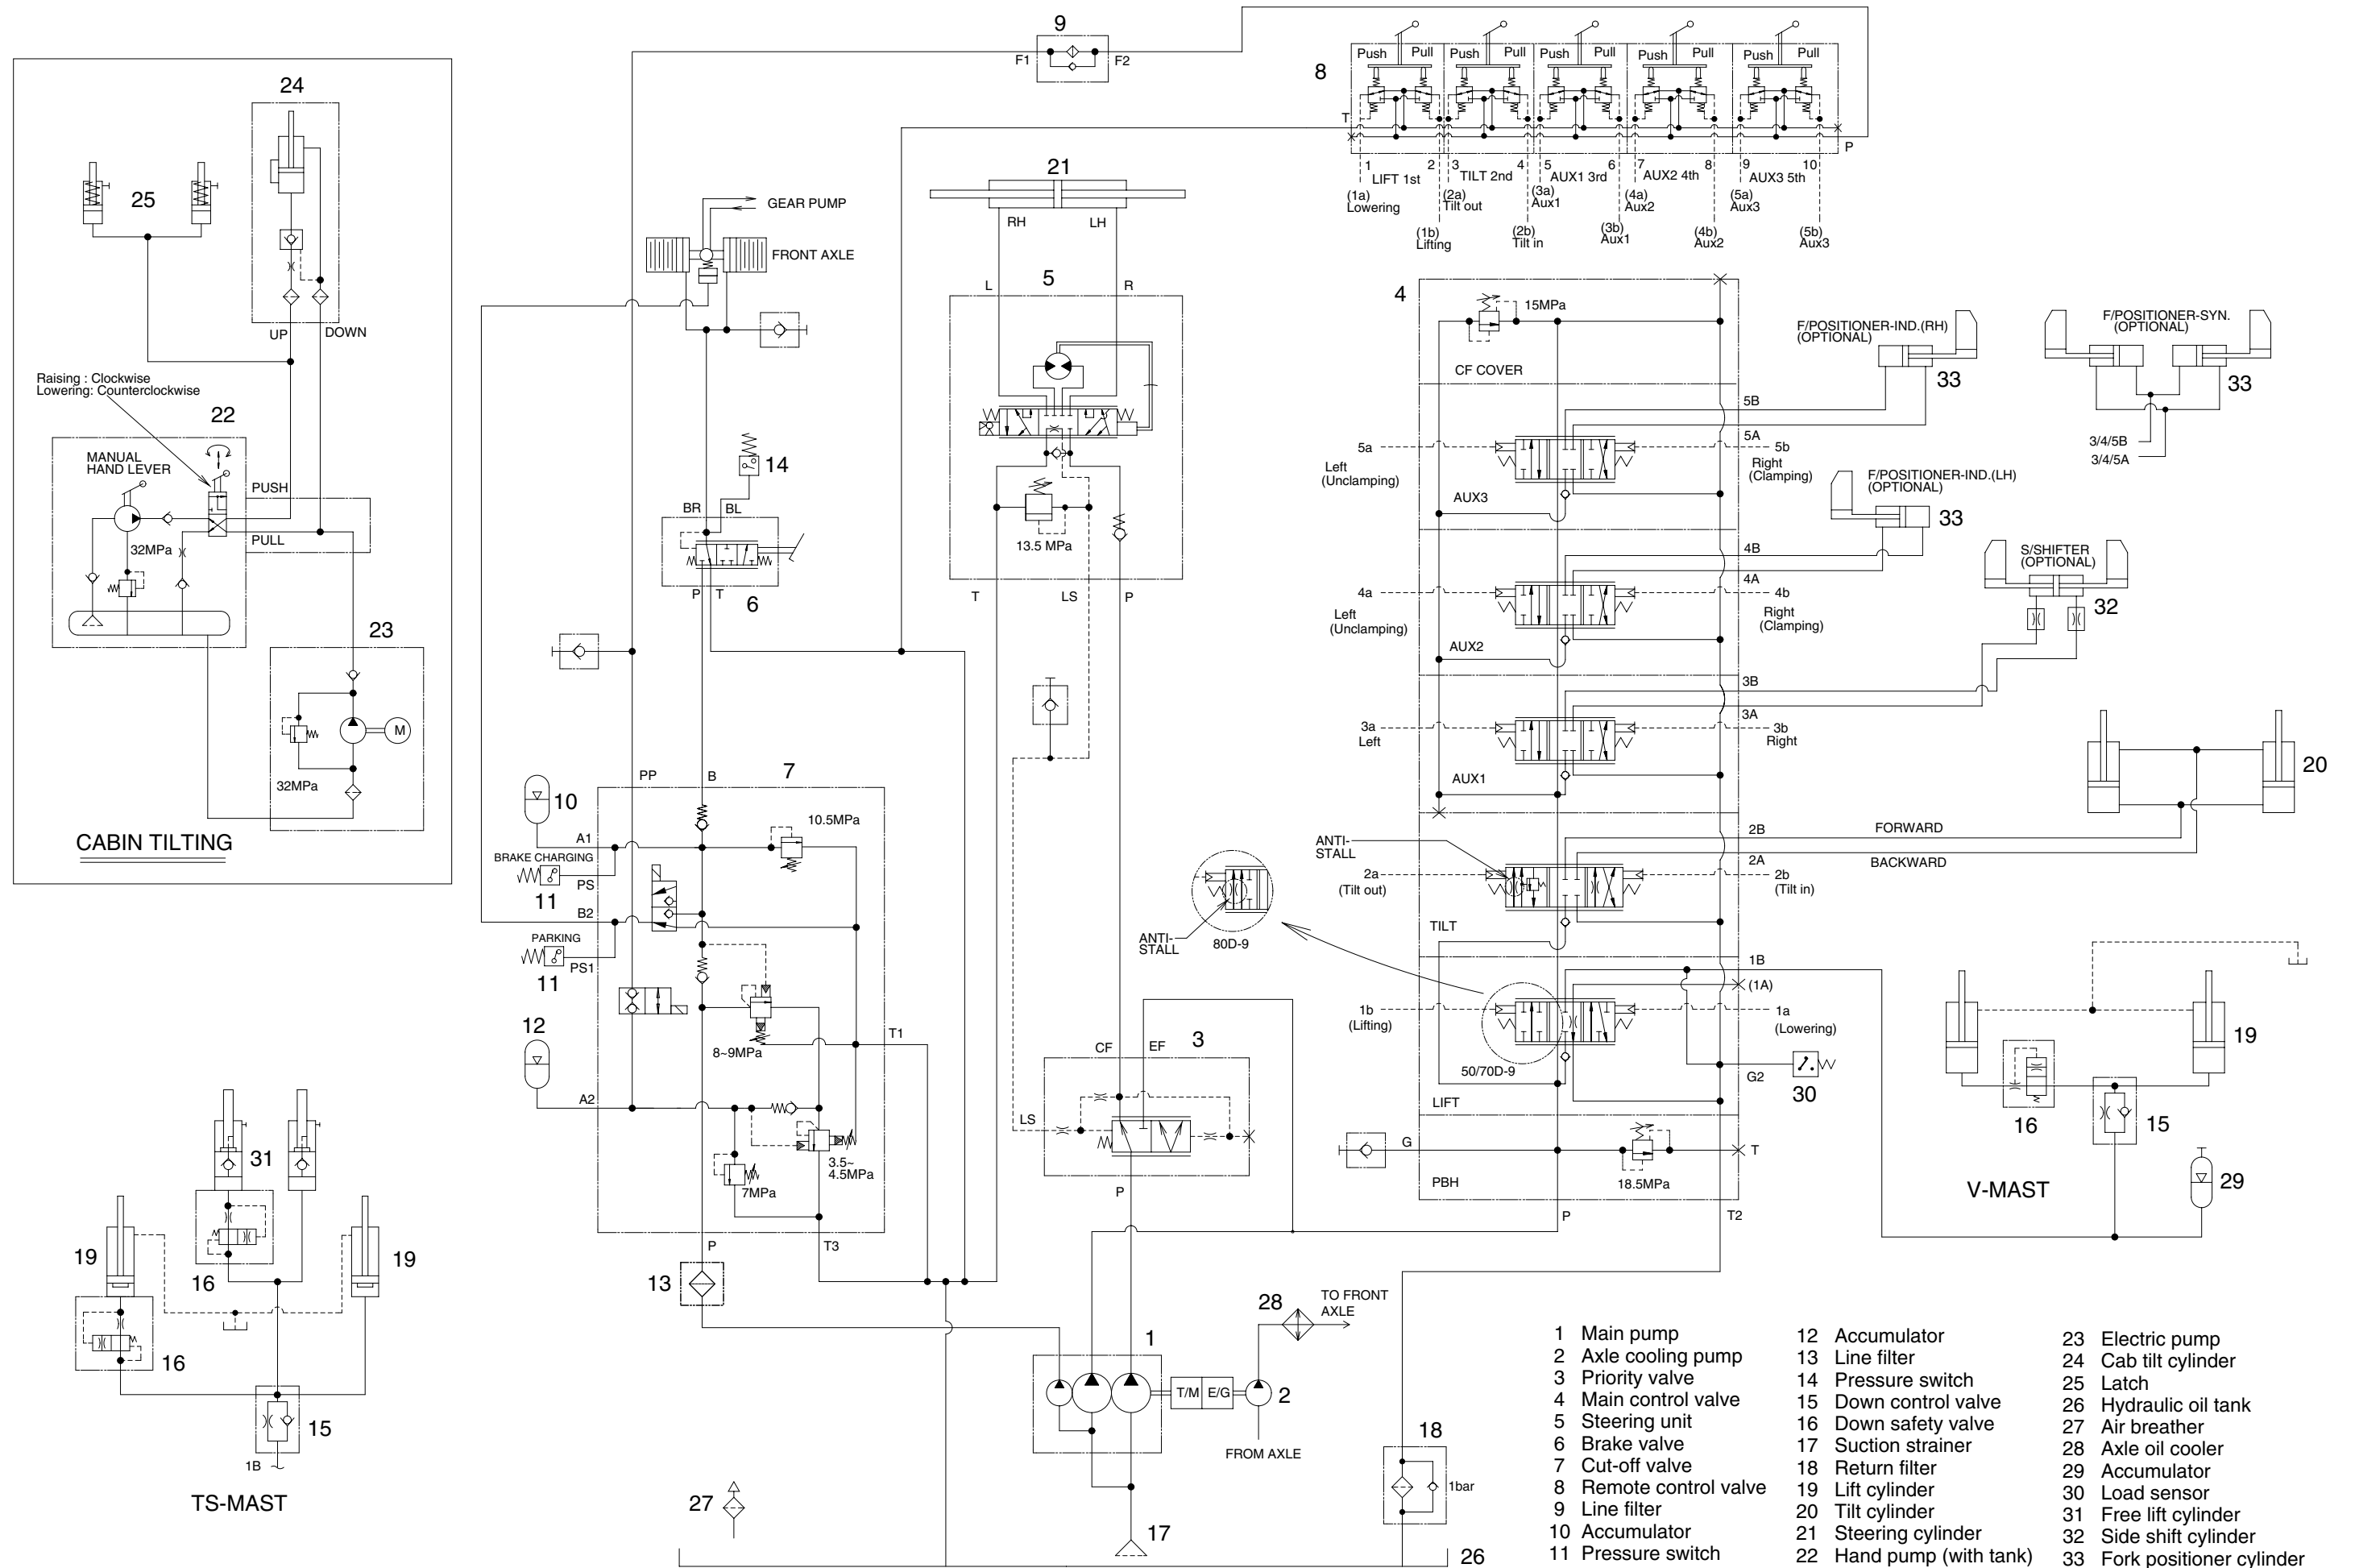 9
F1
F2
8
Push
Pull
Push
Pull
Push
Pull
Push
Pull
Push
Pull
T
P
1
2
3
4
5
6
7
8
9
10
LIFT 1st
TILT 2nd
AUX1 3rd
AUX2 4th
AUX3 5th
(1a)
Lowering
(2a)
Tilt out
(3a)
Aux1
(4a)
Aux2
(5a)
Aux3
(1b)
Lifting
(2b)
Tilt in
(3b)
Aux1
(4b)
Aux2
(5b)
Aux3
24
25
UP
DOWN
Raising : Clockwise
Lowering: Counterclockwise
22
MANUAL
HAND LEVER
PUSH
PULL
32MPa
23
M
32MPa
CABIN TILTING
GEAR PUMP
FRONT AXLE
14
BR
BL
P
T
6
21
RH
LH
5
L
R
13.5 MPa
T
LS
P
4
15MPa
CF COVER
5B
5A
5a
5b
Left
(Unclamping)
Right
(Clamping)
AUX3
4B
4A
4a
4b
Left
(Unclamping)
Right
(Clamping)
AUX2
3B
3A
3a
Left
3b
Right
AUX1
2B
FORWARD
2A
BACKWARD
ANTI-
STALL
2a
(Tilt out)
2b
(Tilt in)
TILT
1B
(1A)
1b
(Lifting)
1a
(Lowering)
50/70D-9
G2
30
LIFT
G
T
18.5MPa
PBH
P
T2
ANTI-
STALL
80D-9
F/POSITIONER-IND.(RH)
(OPTIONAL)
33
F/POSITIONER-SYN.
(OPTIONAL)
33
3/4/5B
3/4/5A
F/POSITIONER-IND.(LH)
(OPTIONAL)
33
S/SHIFTER
(OPTIONAL)
32
20
19
16
15
29
V-MAST
7
PP
B
10
A1
BRAKE CHARGING
11
PS
B2
PARKING
11
PS1
10.5MPa
12
8~9MPa
T1
A2
3.5~
4.5MPa
7MPa
P
T3
13
3
CF
EF
LS
P
31
19
16
19
16
15
1B
TS-MAST
1
T/M
E/G
2
28
TO FRONT
AXLE
FROM AXLE
27
17
18
1bar
26
1 Main pump
2 Axle cooling pump
3 Priority valve
4 Main control valve
5 Steering unit
6 Brake valve
7 Cut-off valve
8 Remote control valve
9 Line filter
10 Accumulator
11 Pressure switch
12 Accumulator
13 Line filter
14 Pressure switch
15 Down control valve
16 Down safety valve
17 Suction strainer
18 Return filter
19 Lift cylinder
20 Tilt cylinder
21 Steering cylinder
22 Hand pump (with tank)
23 Electric pump
24 Cab tilt cylinder
25 Latch
26 Hydraulic oil tank
27 Air breather
28 Axle oil cooler
29 Accumulator
30 Load sensor
31 Free lift cylinder
32 Side shift cylinder
33 Fork positioner cylinder